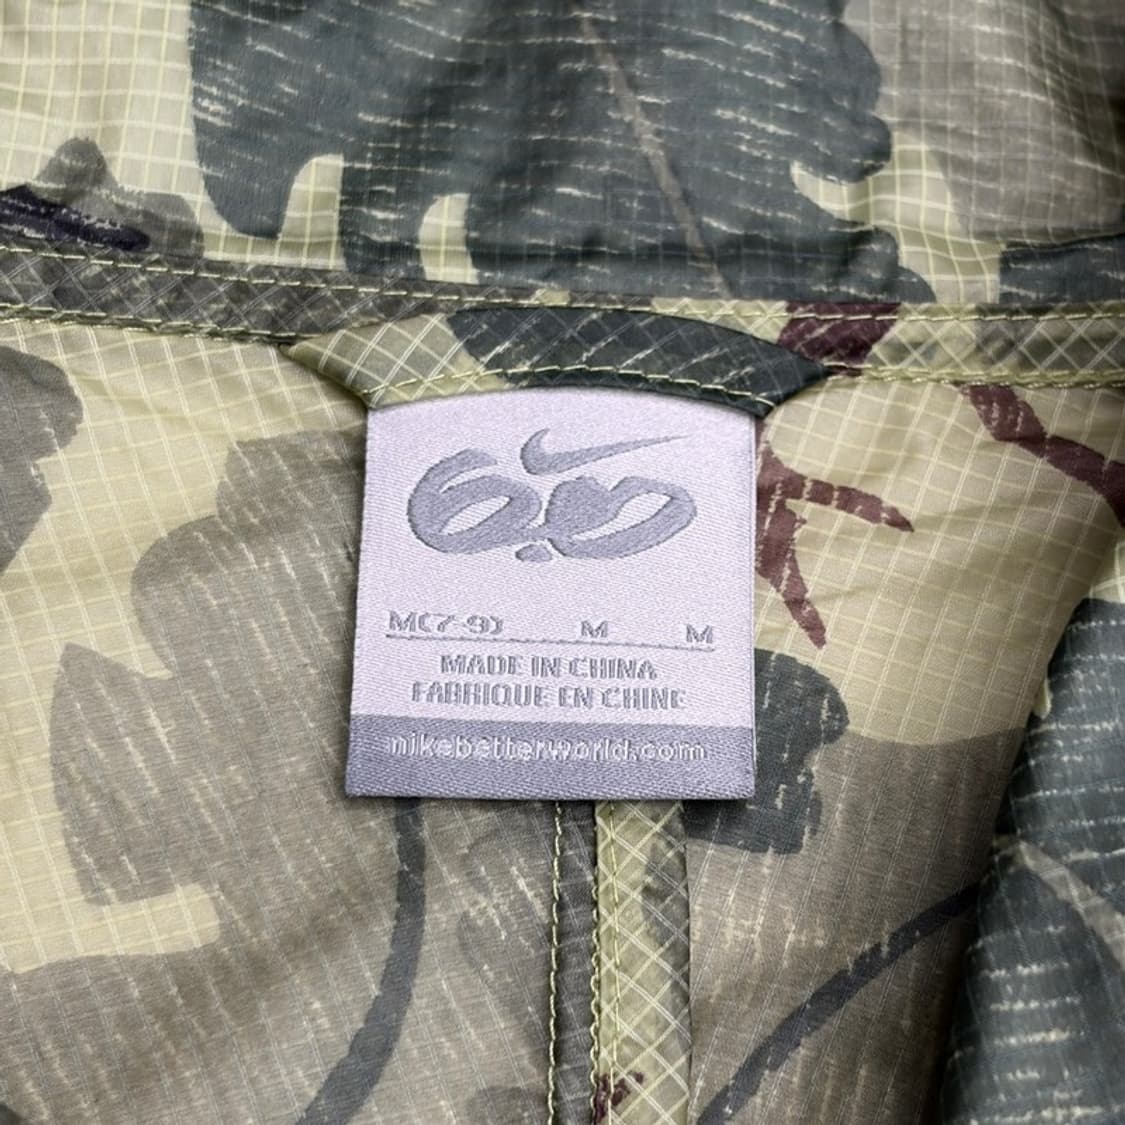 6.0
M(7-9) M M
MADE IN CHINA
FABRIQUE EN CHINE
nikebetterworld.com